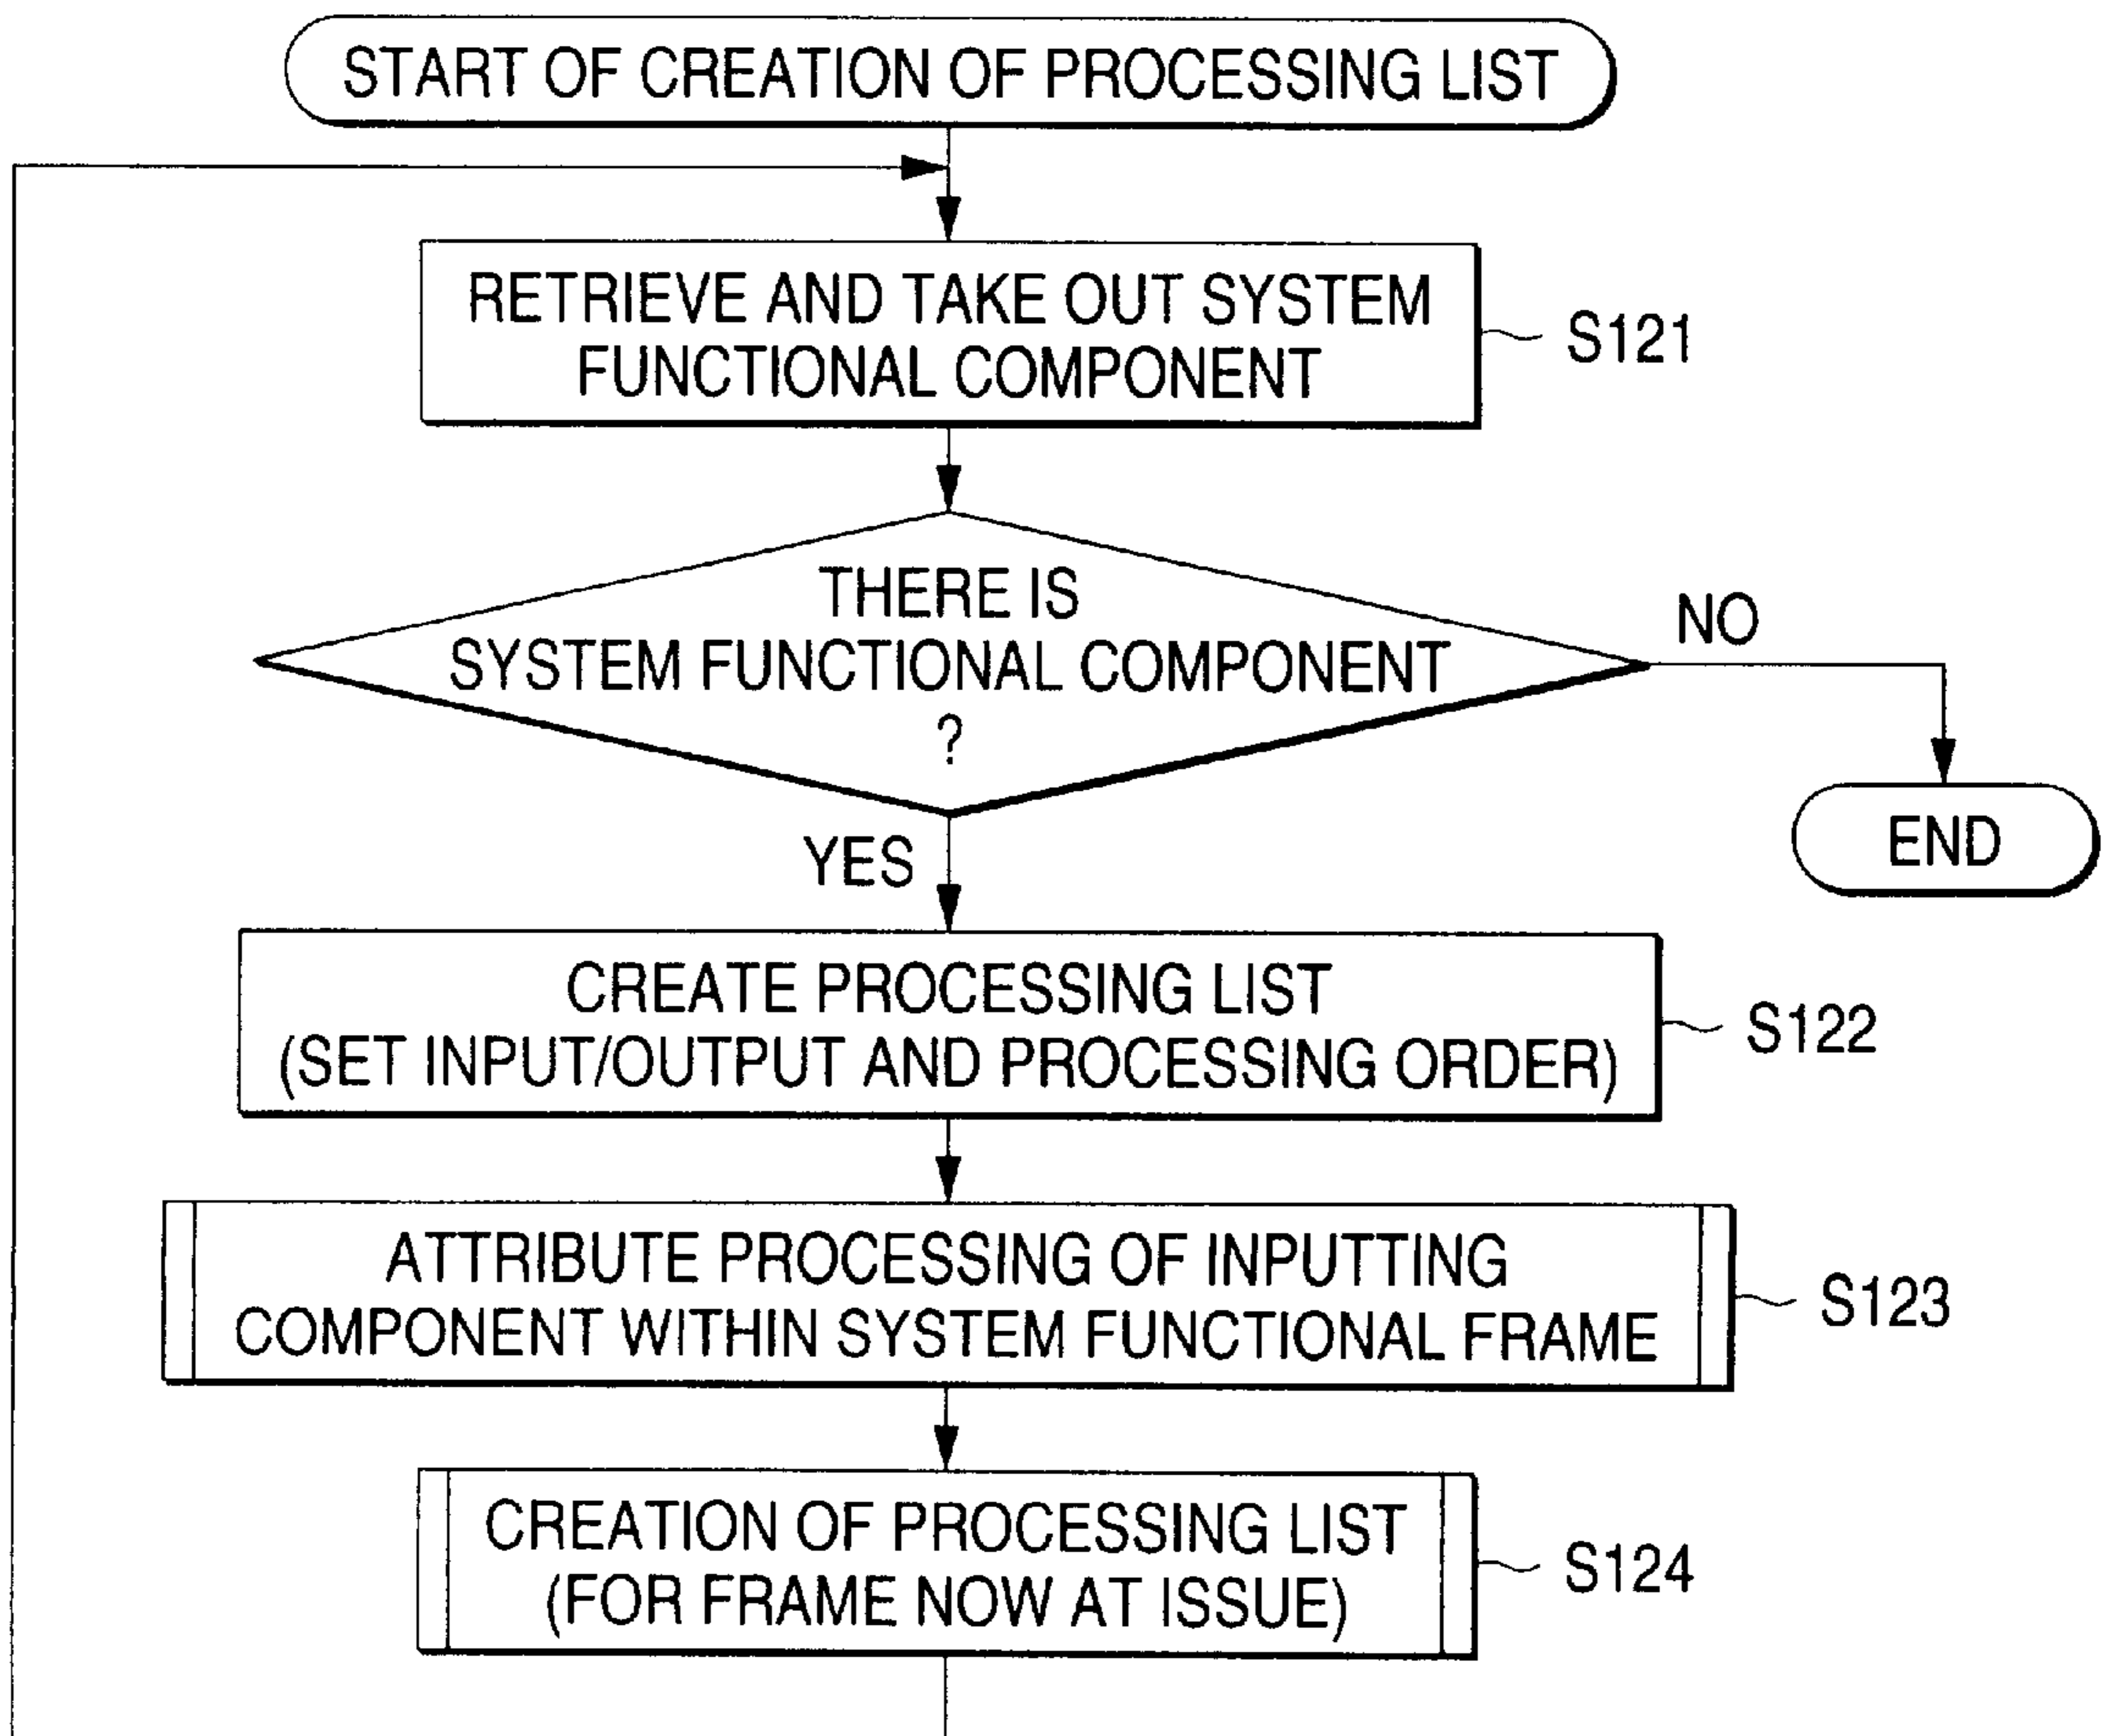 START OF CREATION OF PROCESSING LIST
RETRIEVE AND TAKE OUT SYSTEM
FUNCTIONAL COMPONENT
S121
THERE IS
SYSTEM FUNCTIONAL COMPONENT
?
NO
END
YES
CREATE PROCESSING LIST
(SET INPUT/OUTPUT AND PROCESSING ORDER)
S122
ATTRIBUTE PROCESSING OF INPUTTING
COMPONENT WITHIN SYSTEM FUNCTIONAL FRAME
S123
CREATION OF PROCESSING LIST
(FOR FRAME NOW AT ISSUE)
S124